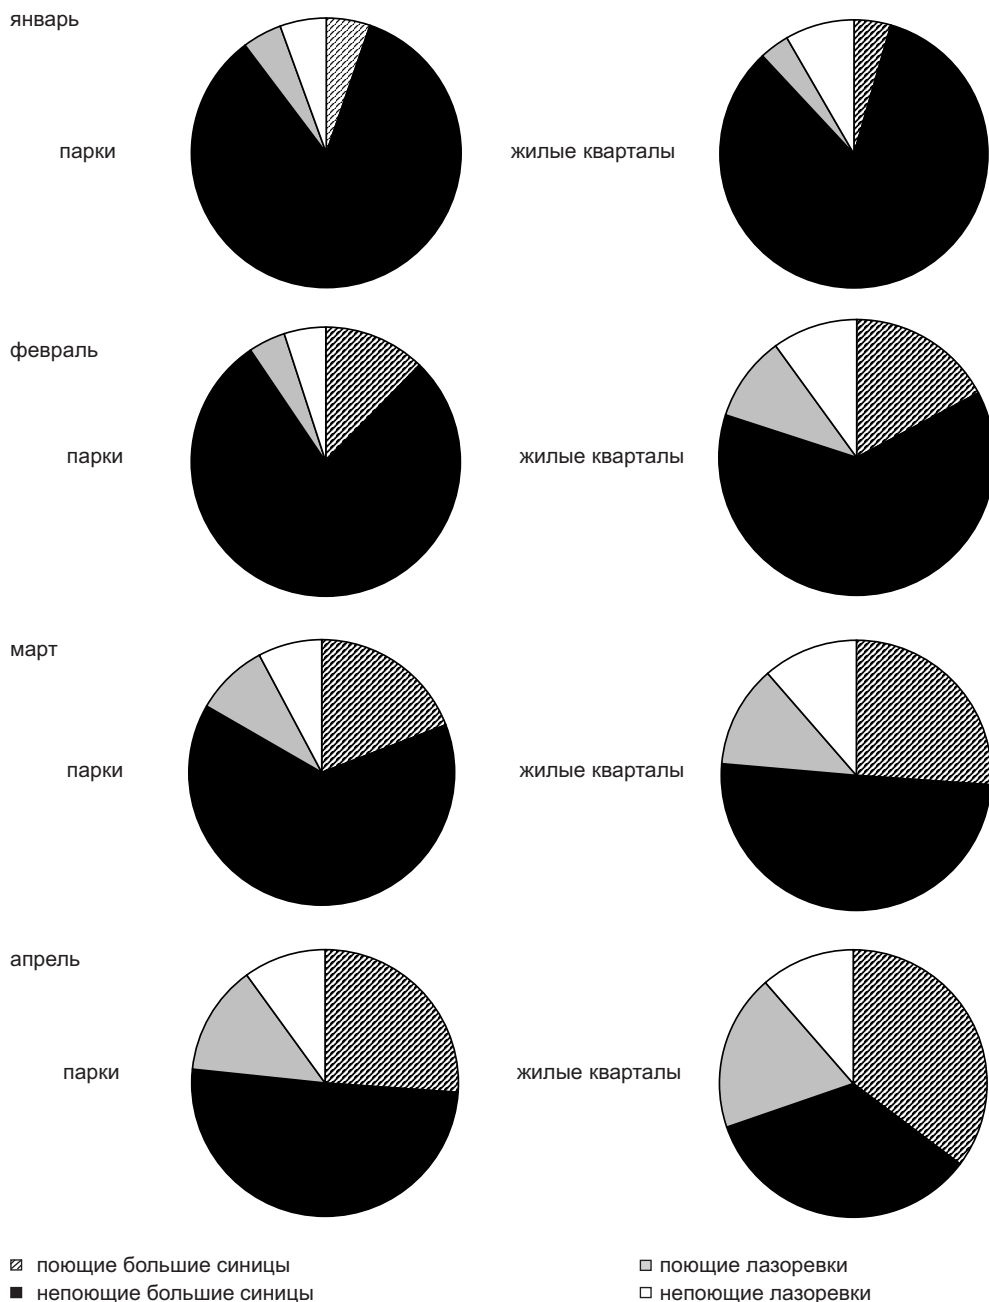 январь
парки
жилые кварталы
февраль
парки
жилые кварталы
март
парки
жилые кварталы
апрель
парки
жилые кварталы
поющие большие синицы
непоющие большие синицы
поющие лазоревки
непоющие лазоревки